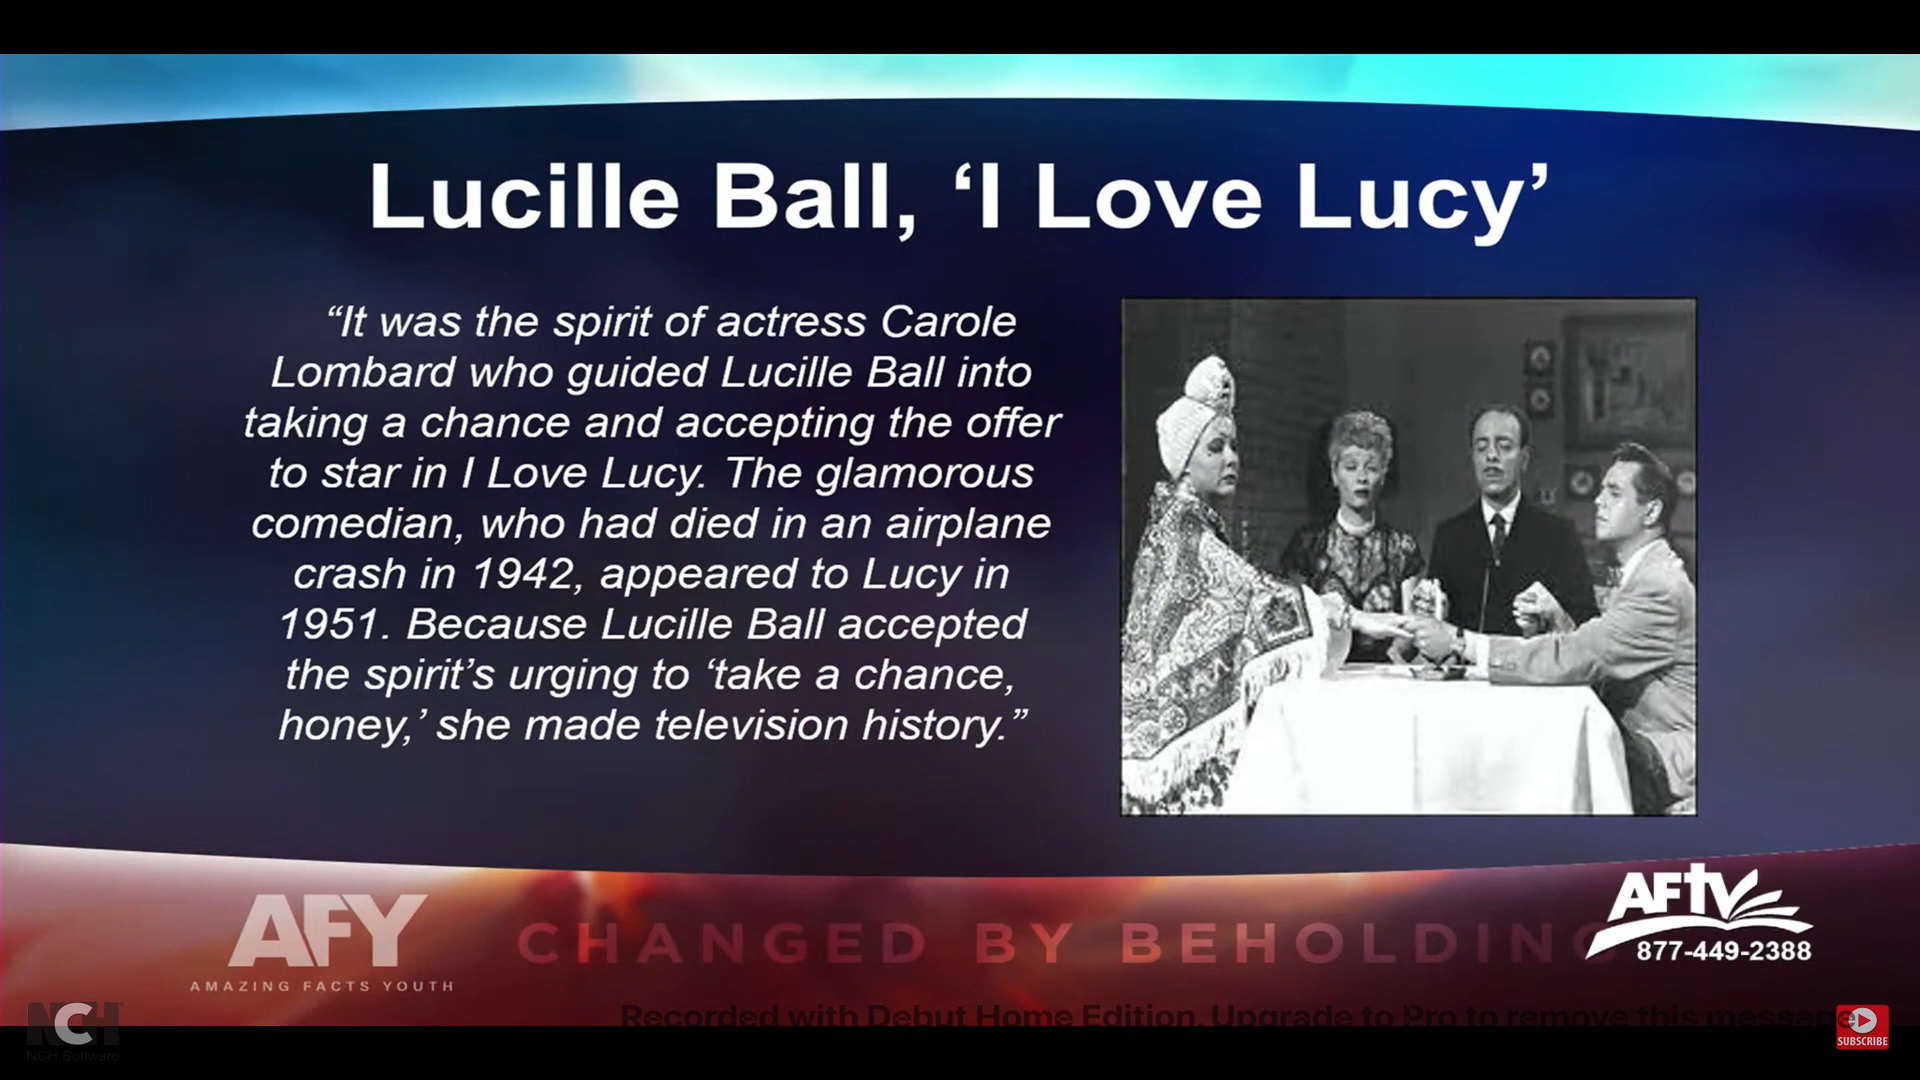 Lucille Ball, ‘I Love Lucy’
“It was the spirit of actress Carole
Lombard who guided Lucille Ball into
taking a chance and accepting the offer
to star in I Love Lucy. The glamorous
comedian, who had died in an airplane
crash in 1942, appeared to Lucy in
1951. Because Lucille Ball accepted
the spirit’s urging to ‘take a chance,
honey,’ she made television history.”
AFY
AMAZING FACTS YOUTH
CHANGED BY BEHOLDING
AFTV
877-449-2388
NCH
NCH Software
Recorded with Debut Home Edition. Upgrade to Pro to remove this message
SUBSCRIBE